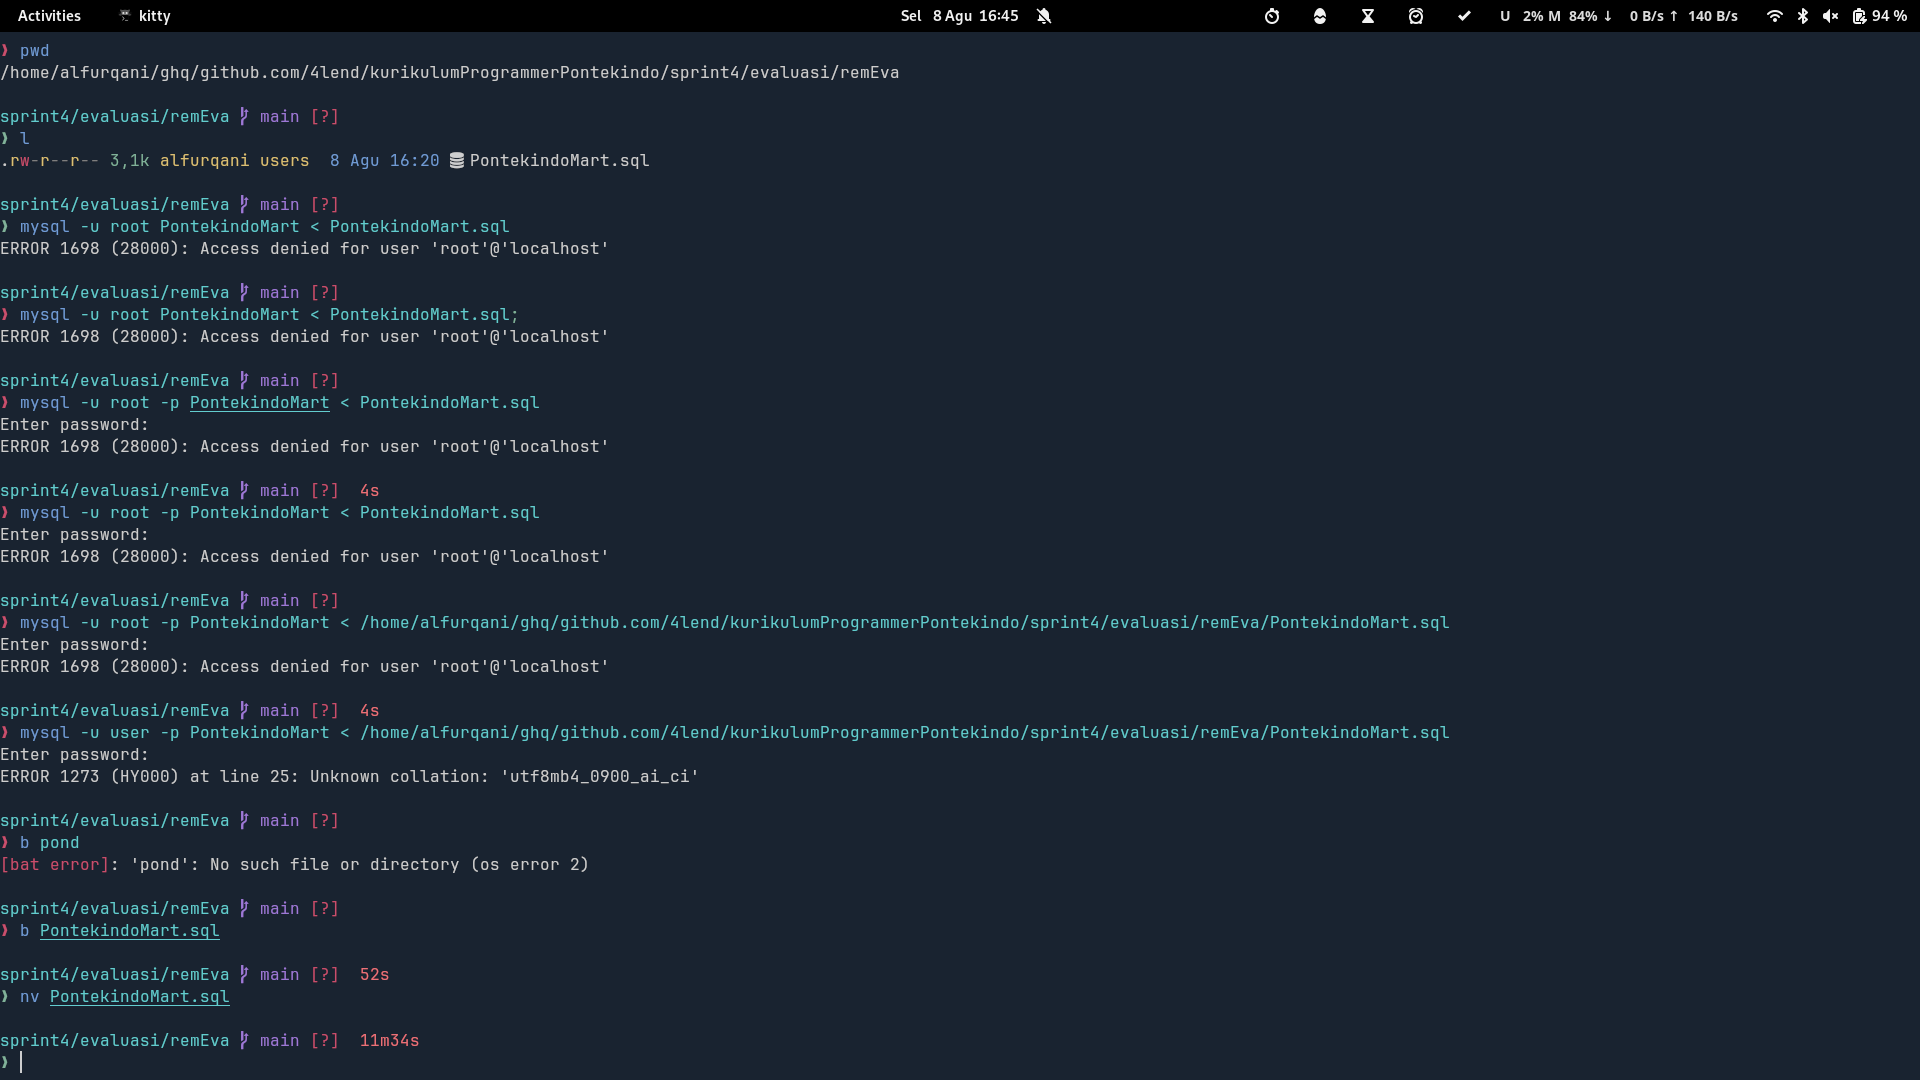 Activities kitty Sel 8 Agu 16:45 U 2% M 84% ↓ 0 B/s ↑ 140 B/s 94 %
❱ pwd
/home/alfurqani/ghq/github.com/4lend/kurikulumProgrammerPontekindo/sprint4/evaluasi/remEva
sprint4/evaluasi/remEva main [?]
❱ l
.rw-r--r-- 3,1k alfurqani users 8 Agu 16:20 PontekindoMart.sql
sprint4/evaluasi/remEva main [?]
❱ mysql -u root PontekindoMart < PontekindoMart.sql
ERROR 1698 (28000): Access denied for user 'root'@'localhost'
sprint4/evaluasi/remEva main [?]
❱ mysql -u root PontekindoMart < PontekindoMart.sql;
ERROR 1698 (28000): Access denied for user 'root'@'localhost'
sprint4/evaluasi/remEva main [?]
❱ mysql -u root -p PontekindoMart < PontekindoMart.sql
Enter password:
ERROR 1698 (28000): Access denied for user 'root'@'localhost'
sprint4/evaluasi/remEva main [?] 4s
❱ mysql -u root -p PontekindoMart < PontekindoMart.sql
Enter password:
ERROR 1698 (28000): Access denied for user 'root'@'localhost'
sprint4/evaluasi/remEva main [?]
❱ mysql -u root -p PontekindoMart < /home/alfurqani/ghq/github.com/4lend/kurikulumProgrammerPontekindo/sprint4/evaluasi/remEva/PontekindoMart.sql
Enter password:
ERROR 1698 (28000): Access denied for user 'root'@'localhost'
sprint4/evaluasi/remEva main [?] 4s
❱ mysql -u user -p PontekindoMart < /home/alfurqani/ghq/github.com/4lend/kurikulumProgrammerPontekindo/sprint4/evaluasi/remEva/PontekindoMart.sql
Enter password:
ERROR 1273 (HY000) at line 25: Unknown collation: 'utf8mb4_0900_ai_ci'
sprint4/evaluasi/remEva main [?]
❱ b pond
[bat error]: 'pond': No such file or directory (os error 2)
sprint4/evaluasi/remEva main [?]
❱ b PontekindoMart.sql
sprint4/evaluasi/remEva main [?] 52s
❱ nv PontekindoMart.sql
sprint4/evaluasi/remEva main [?] 11m34s
❱